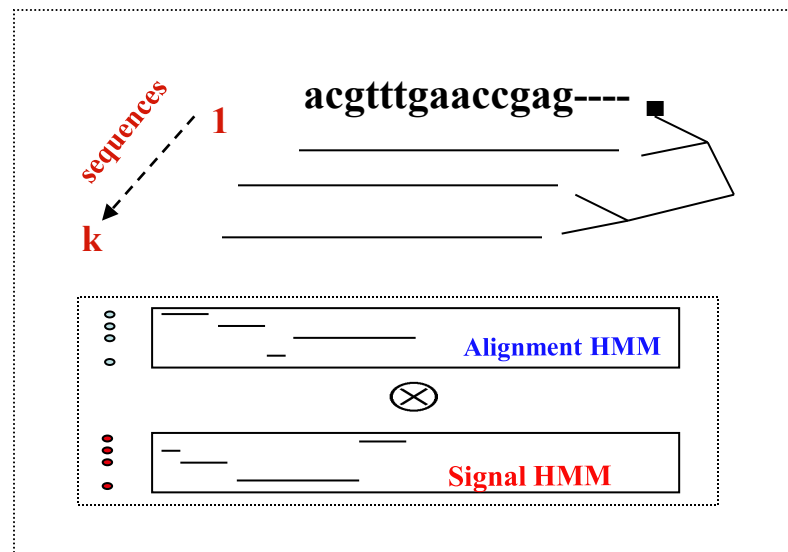 acgtttgaaccgag----
sequences
1
k
Alignment HMM
Signal HMM